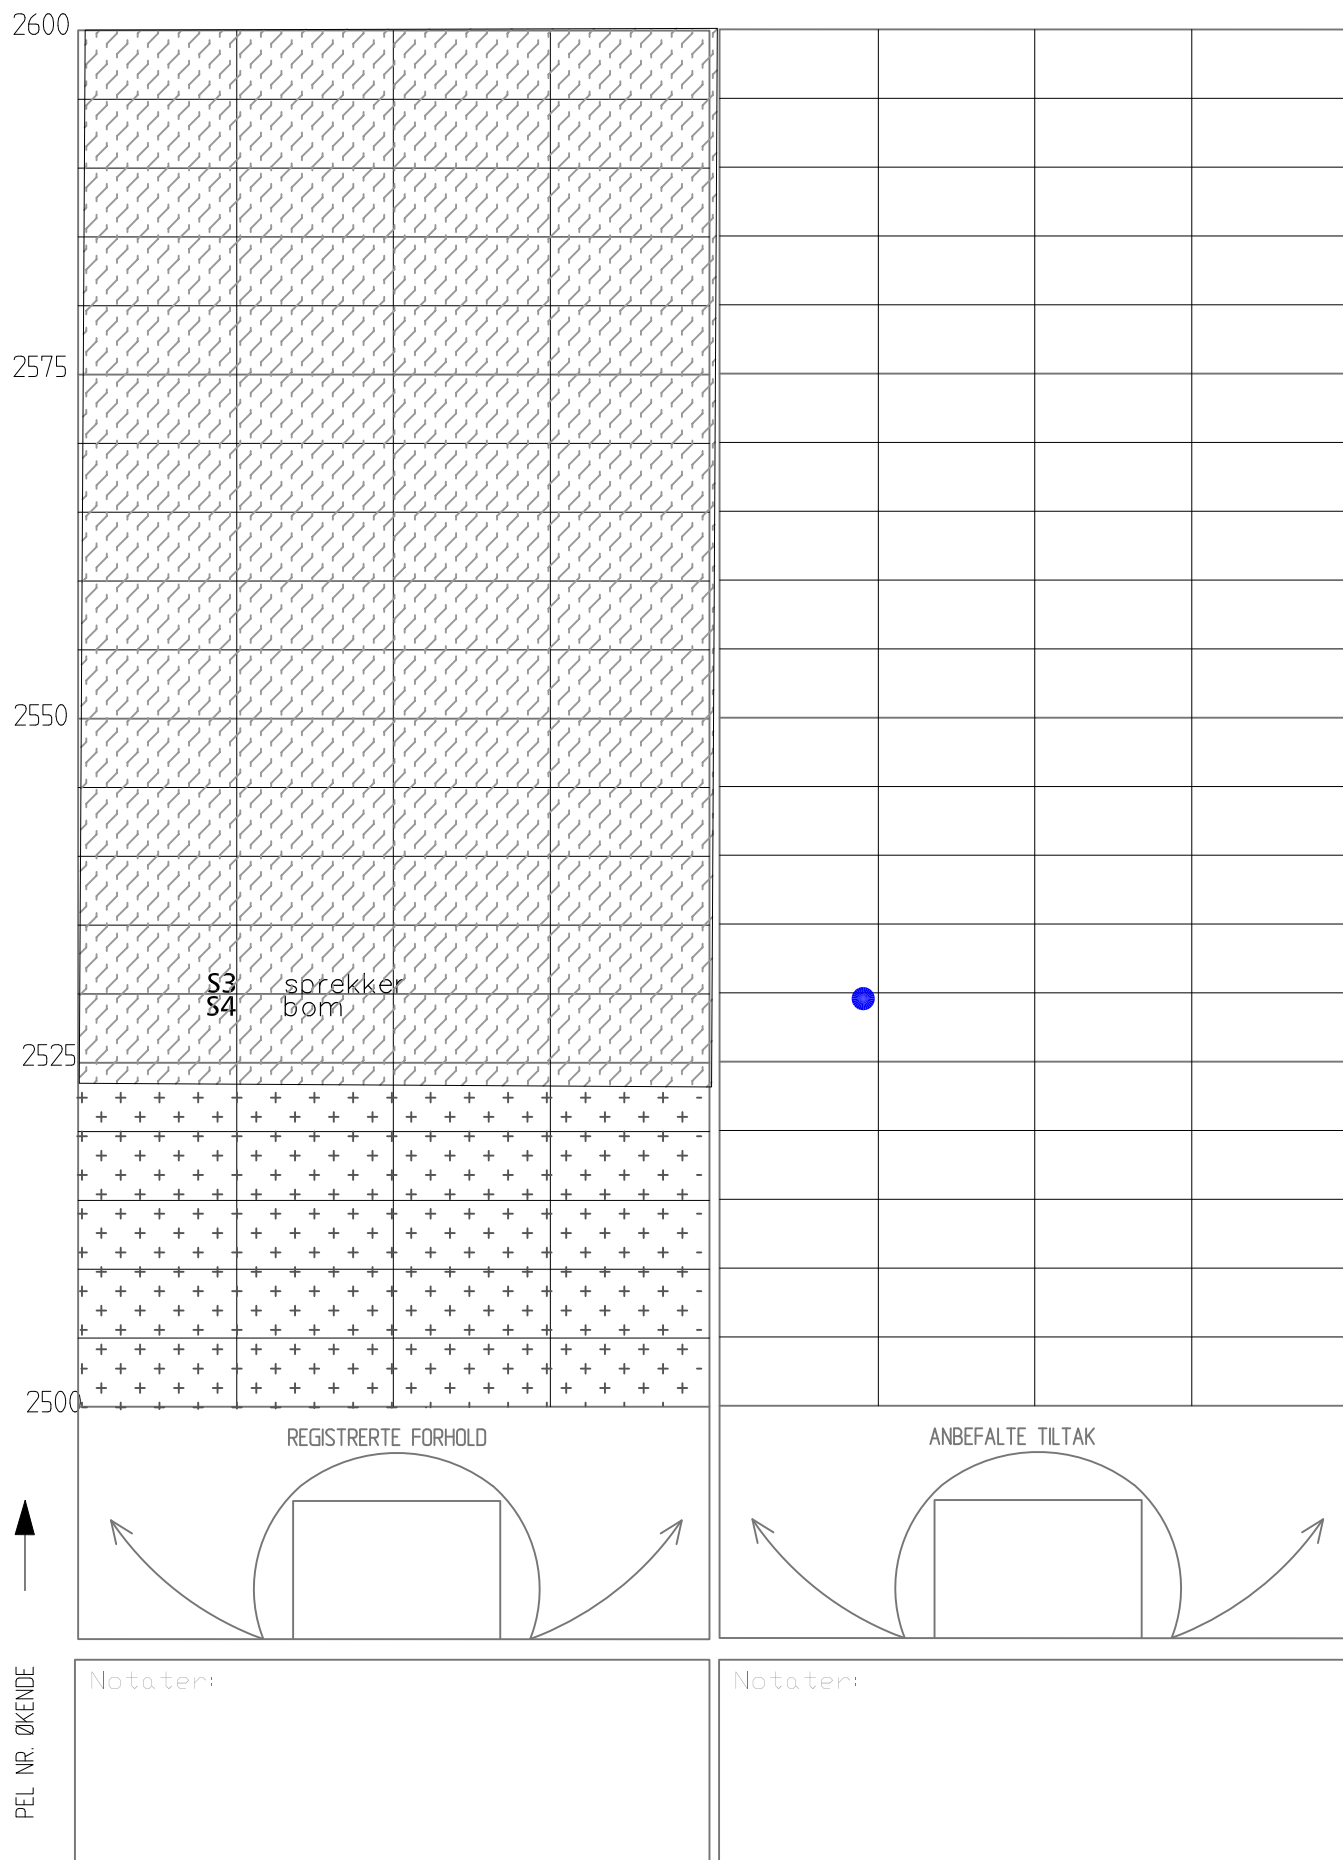 2600
2575
2550
S3 sprekker
S4 bom
2525
2500
REGISTRERTE FORHOLD
ANBEFALTE TILTAK
PEL NR. ØKENDE
Notater:
Notater: